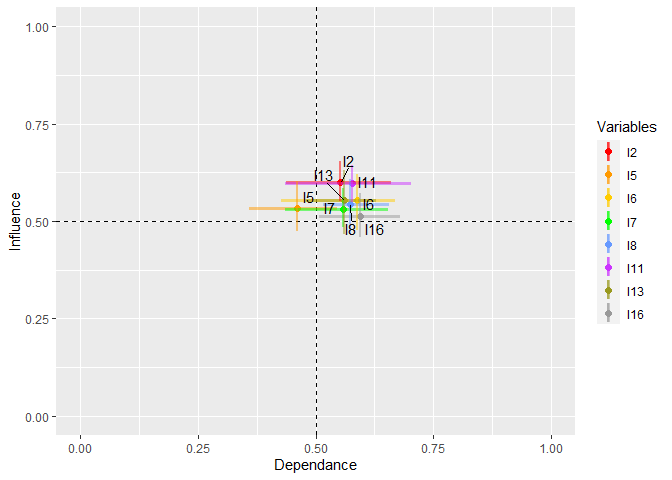 1.00
0.75
0.50
0.25
0.00
Influence
I2
I13
I11
I5
I7
I6
I8
I16
0.00
0.25
0.50
0.75
1.00
Dependance
Variables
I2
I5
I6
I7
I8
I11
I13
I16